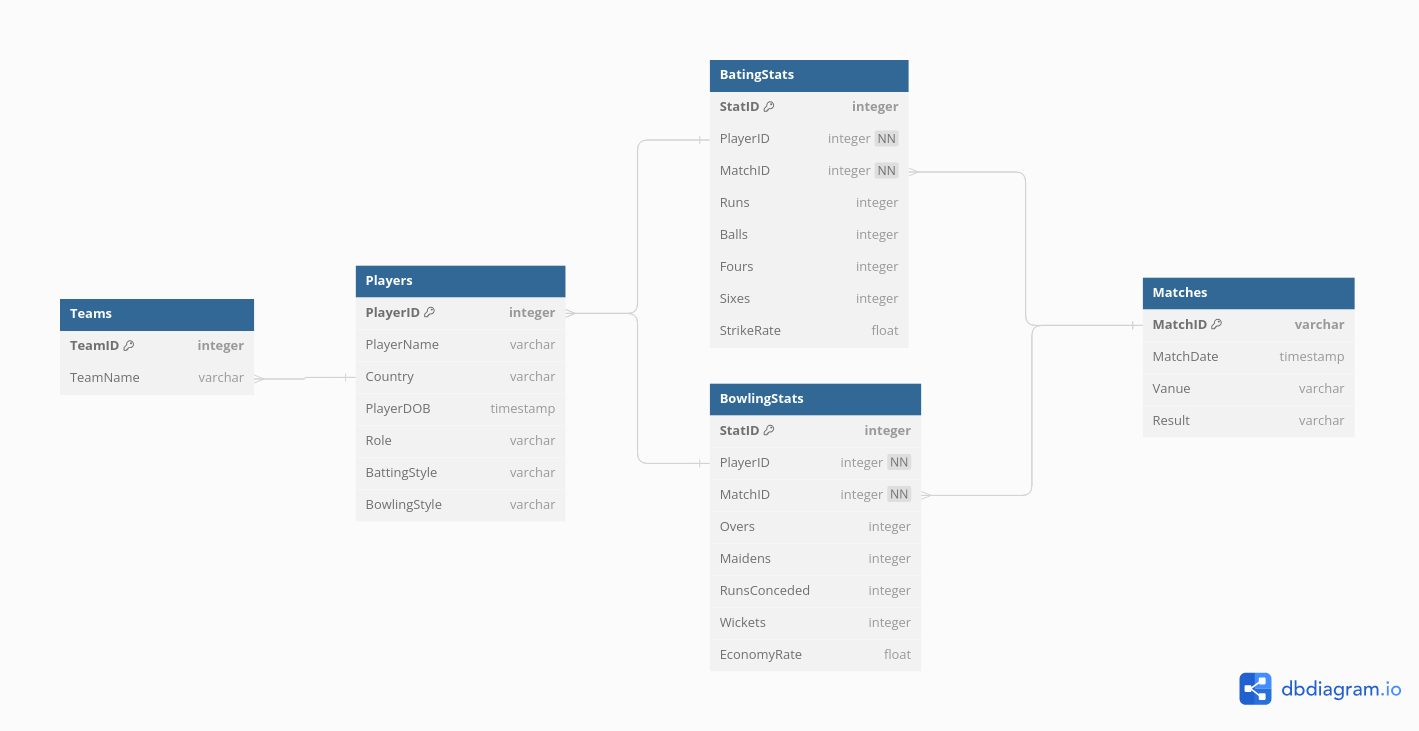 Teams
TeamID integer
TeamName varchar
Players
PlayerID integer
PlayerName varchar
Country varchar
PlayerDOB timestamp
Role varchar
BattingStyle varchar
BowlingStyle varchar
BatingStats
StatID integer
PlayerID integer NN
MatchID integer NN
Runs integer
Balls integer
Fours integer
Sixes integer
StrikeRate float
BowlingStats
StatID integer
PlayerID integer NN
MatchID integer NN
Overs integer
Maidens integer
RunsConceded integer
Wickets integer
EconomyRate float
Matches
MatchID varchar
MatchDate timestamp
Vanue varchar
Result varchar
dbdiagram.io